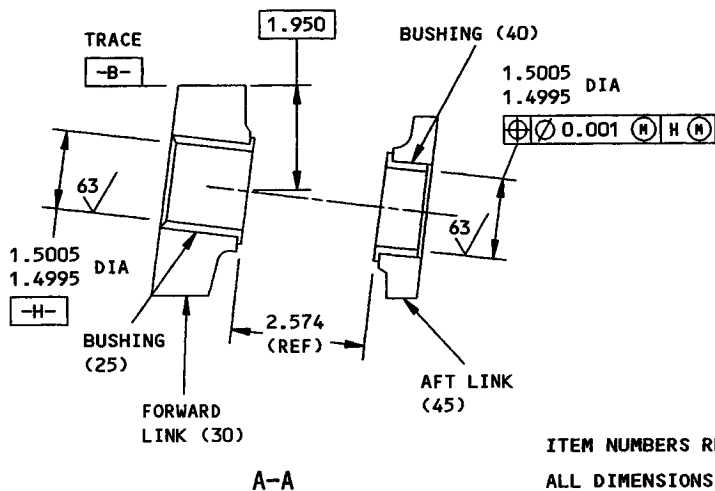 TRACE
-B-
1.950
BUSHING (40)
1.5005
1.4995 DIA
⌖ ⌀ 0.001 Ⓜ H Ⓜ
63
63
1.5005
1.4995 DIA
-H-
BUSHING
(25)
2.574
(REF)
AFT LINK
(45)
FORWARD
LINK (30)
A-A
ITEM NUMBERS
ALL DIMENSIONS